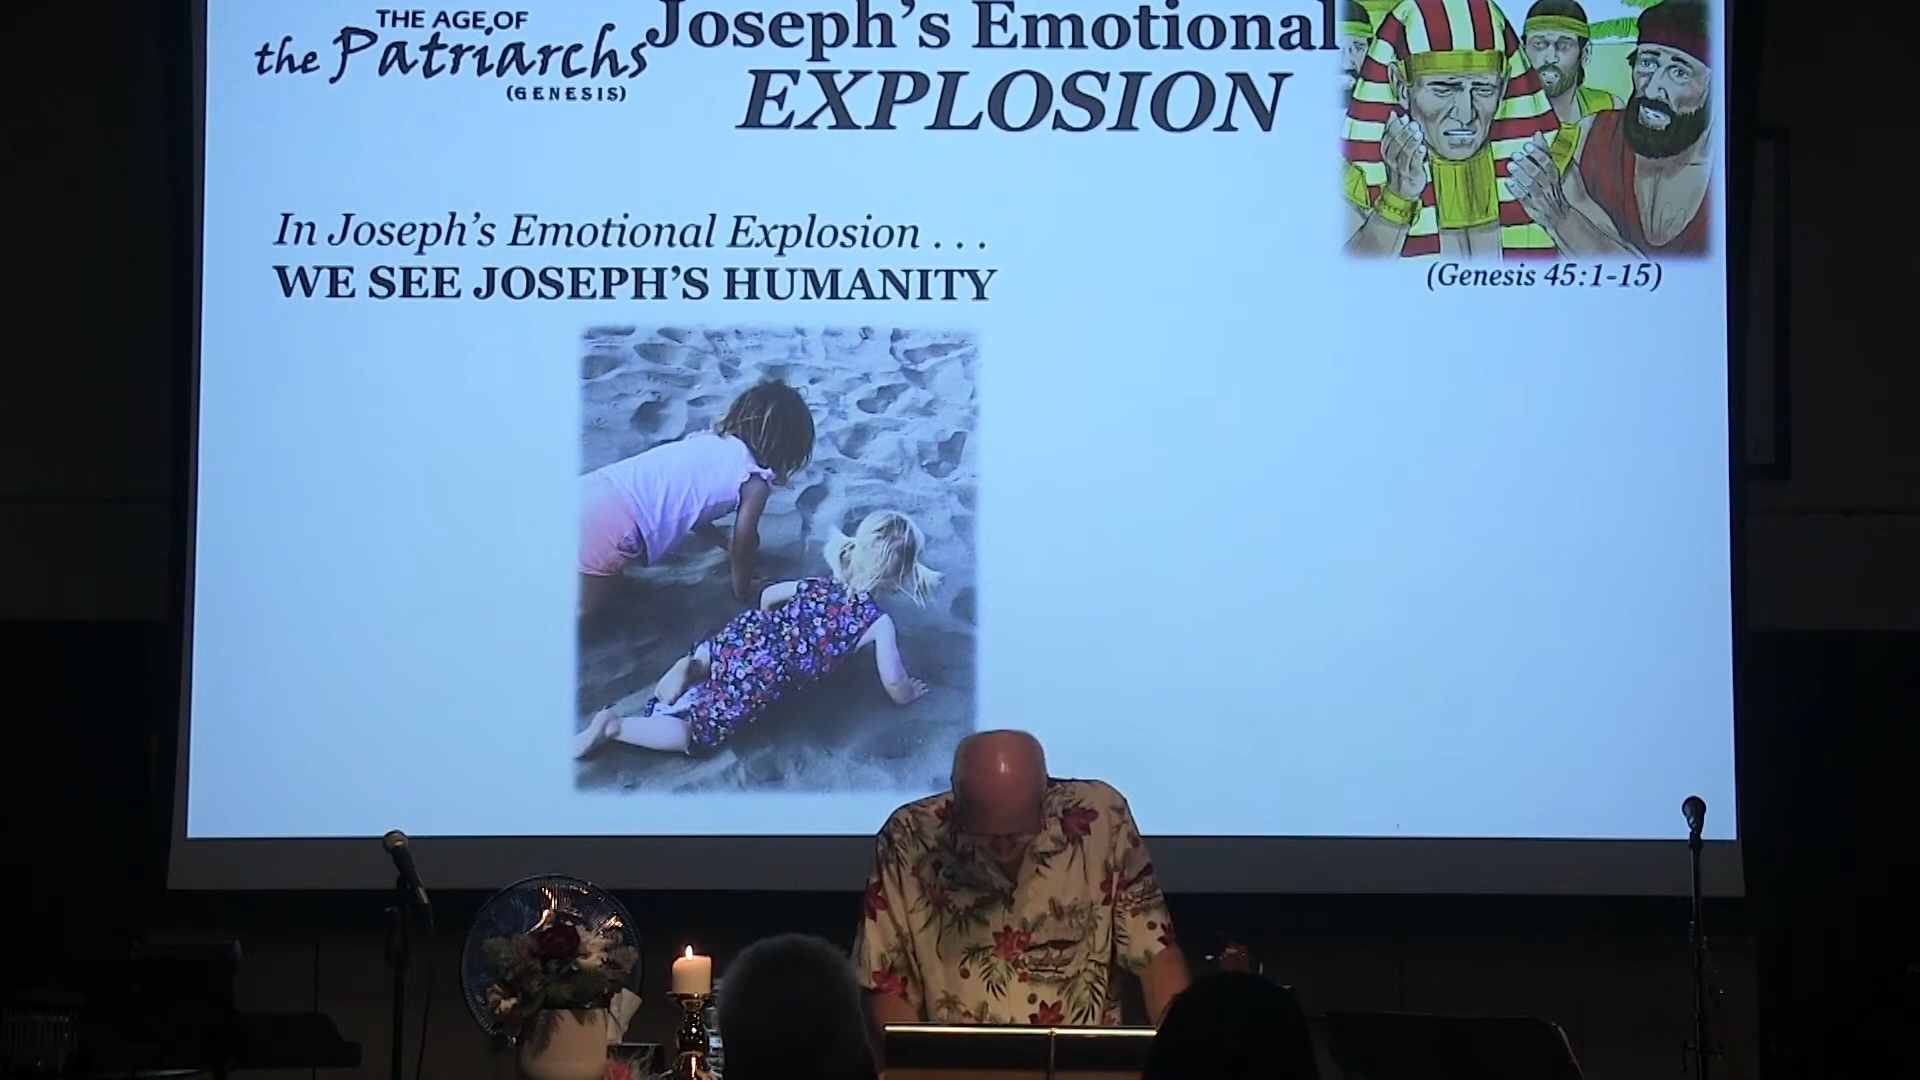 THE AGE OF
the Patriarchs
(GENESIS)
Joseph's Emotional
EXPLOSION
In Joseph's Emotional Explosion . . .
WE SEE JOSEPH'S HUMANITY
(Genesis 45:1-15)